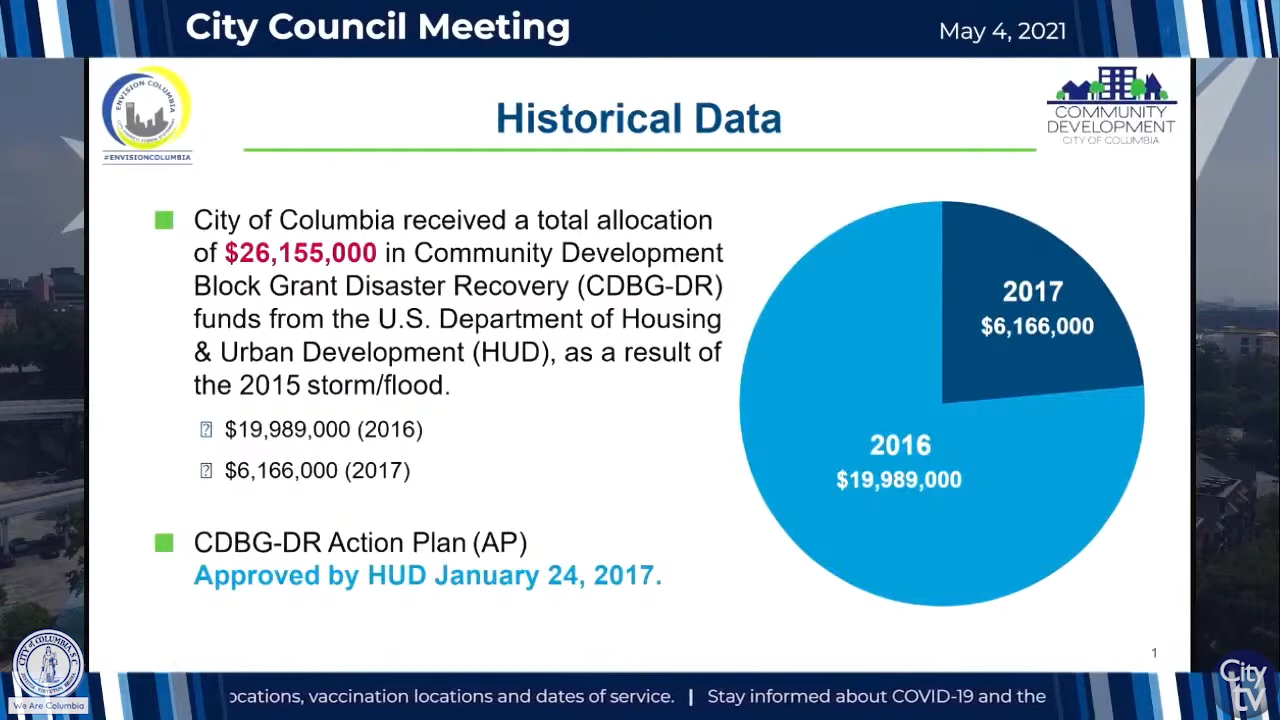 City Council Meeting
May 4, 2021
ENVISION COLUMBIA
#ENVISIONCOLUMBIA
Historical Data
COMMUNITY
DEVELOPMENT
CITY OF COLUMBIA
City of Columbia received a total allocation
of $26,155,000 in Community Development
Block Grant Disaster Recovery (CDBG-DR)
funds from the U.S. Department of Housing
& Urban Development (HUD), as a result of
the 2015 storm/flood.
$19,989,000 (2016)
$6,166,000 (2017)
CDBG-DR Action Plan (AP)
Approved by HUD January 24, 2017.
2017
$6,166,000
2016
$19,989,000
1
CITY OF COLUMBIA, S.C.
We Are Columbia
ocations, vaccination locations and dates of service. | Stay informed about COVID-19 and the
City
tv